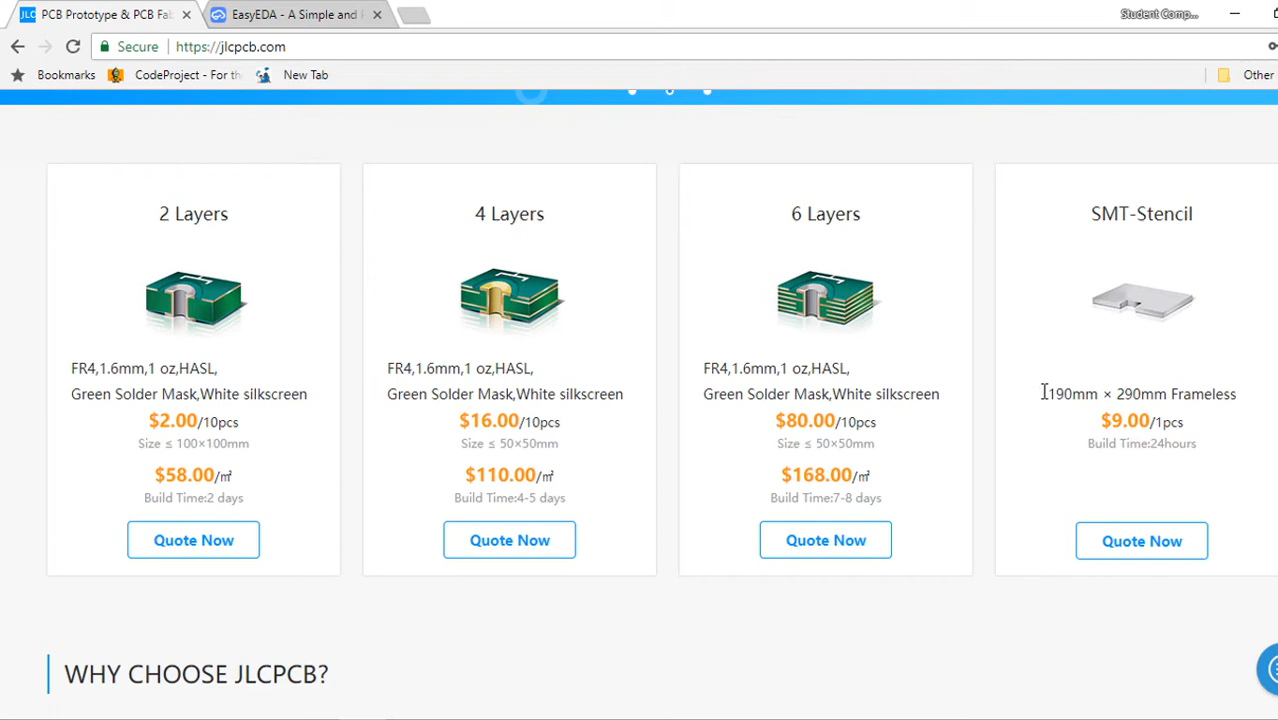 JLC PCB Prototype & PCB Fab
EasyEDA - A Simple and
Student Comp...
Secure
https://jlcpcb.com
Bookmarks
CodeProject - For th
New Tab
Other
2 Layers
FR4,1.6mm,1 oz,HASL,
Green Solder Mask,White silkscreen
$2.00/10pcs
Size ≤ 100×100mm
$58.00/㎡
Build Time:2 days
Quote Now
4 Layers
FR4,1.6mm,1 oz,HASL,
Green Solder Mask,White silkscreen
$16.00/10pcs
Size ≤ 50×50mm
$110.00/㎡
Build Time:4-5 days
Quote Now
6 Layers
FR4,1.6mm,1 oz,HASL,
Green Solder Mask,White silkscreen
$80.00/10pcs
Size ≤ 50×50mm
$168.00/㎡
Build Time:7-8 days
Quote Now
SMT-Stencil
190mm × 290mm Frameless
$9.00/1pcs
Build Time:24hours
Quote Now
WHY CHOOSE JLCPCB?